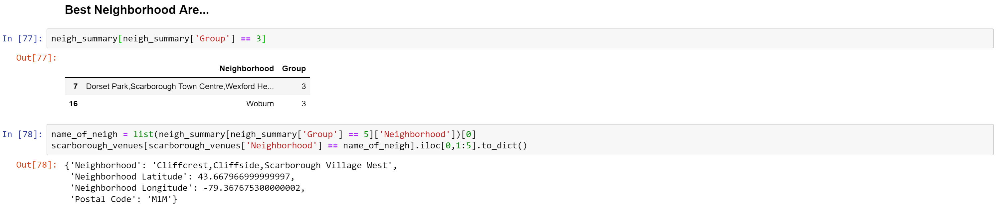 Best Neighborhood Are...
In [77]: neigh_summary[neigh_summary['Group'] == 3]
Out[77]:
Neighborhood Group
7 Dorset Park,Scarborough Town Centre,Wexford He... 3
16 Woburn 3
In [78]: name_of_neigh = list(neigh_summary[neigh_summary['Group'] == 5]['Neighborhood'])[0]
scarborough_venues[scarborough_venues['Neighborhood'] == name_of_neigh].iloc[0,1:5].to_dict()
Out[78]: {'Neighborhood': 'Cliffcrest,Cliffside,Scarborough Village West',
'Neighborhood Latitude': 43.667966999999997,
'Neighborhood Longitude': -79.367675300000002,
'Postal Code': 'M1M'}